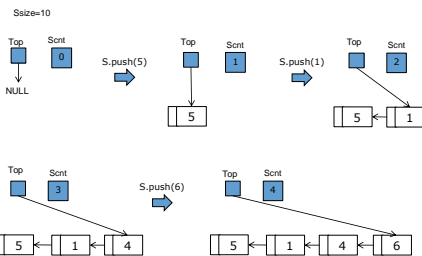 Ssize=10
Top Scnt
0
NULL
S.push(5)
Top Scnt
1
5
S.push(1)
Top Scnt
2
5 1
Top Scnt
3
5 1 4
S.push(6)
Top Scnt
4
5 1 4 6